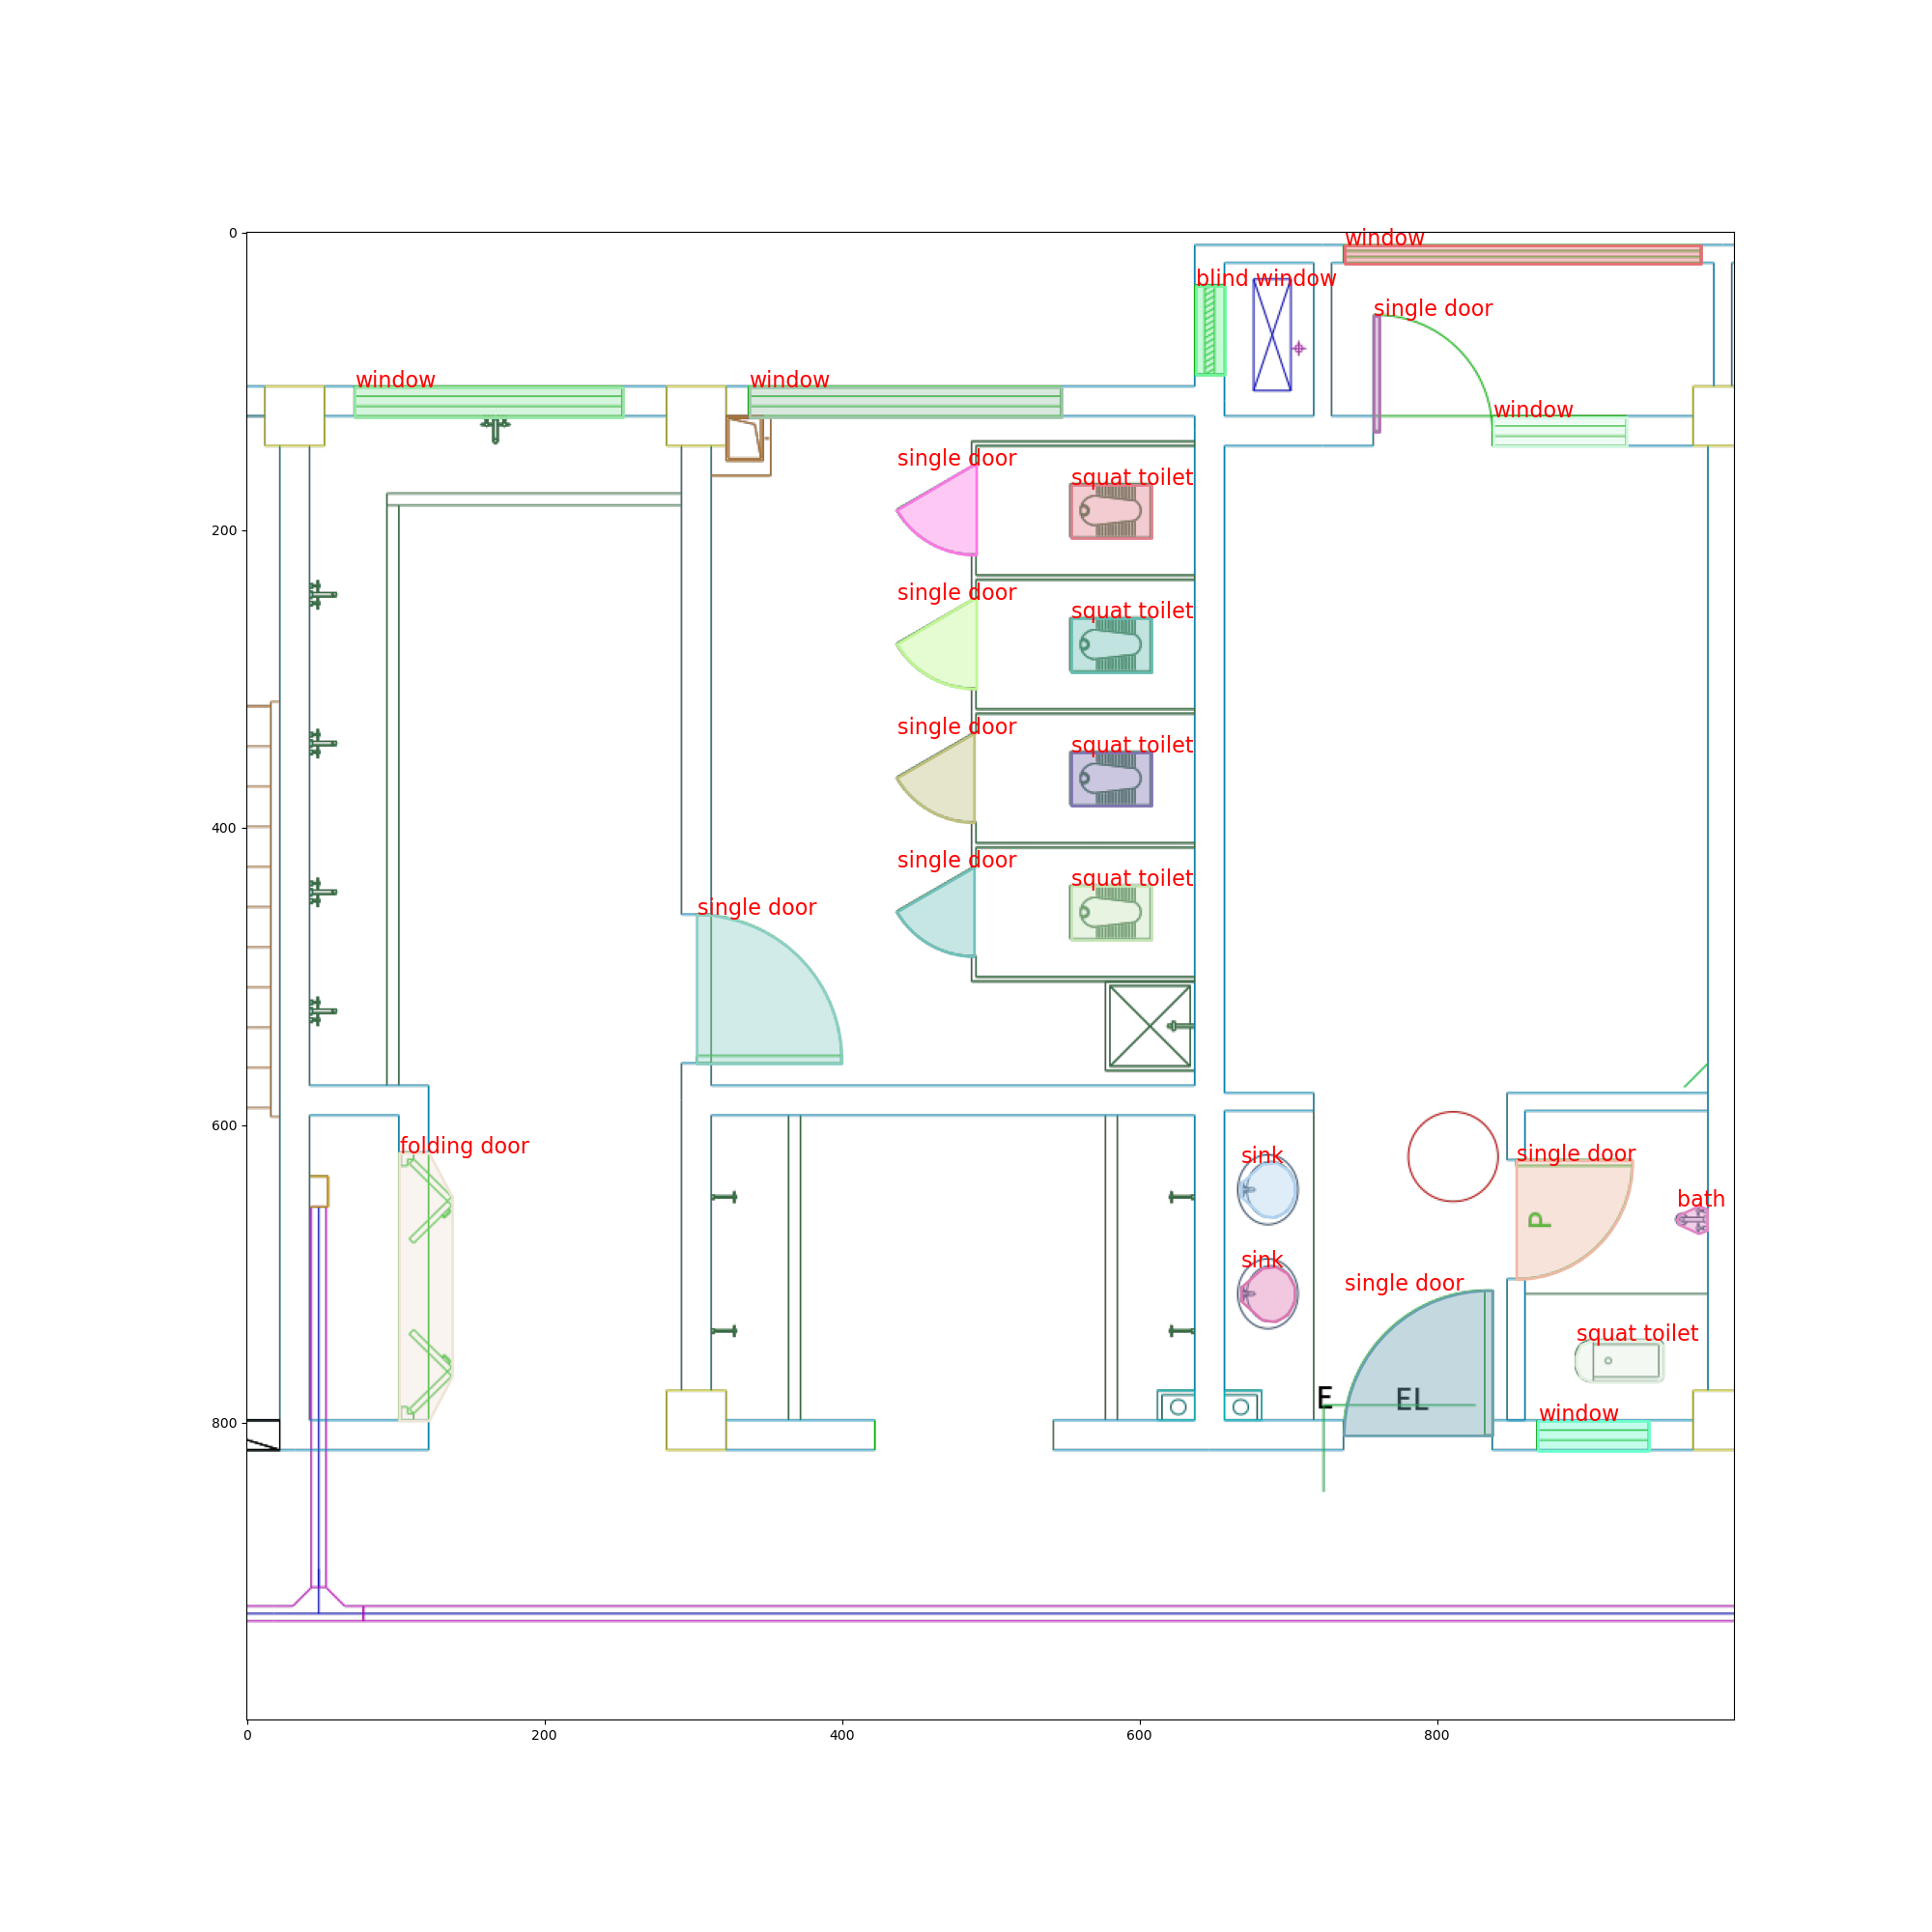 0
window
blind window
single door
window
window
window
single door
squat toilet
200
single door
squat toilet
single door
squat toilet
400
single door
squat toilet
single door
600
folding door
sink
single door
bath
P
sink
single door
squat toilet
E
EL
window
800
0
200
400
600
800